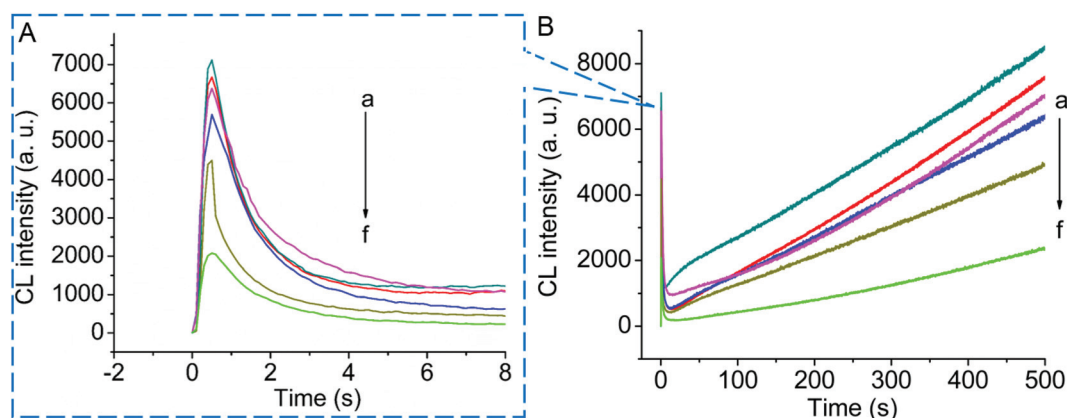 A
CL intensity (a. u.)
7000
6000
5000
4000
3000
2000
1000
0
a
f
-2 0 2 4 6 8
Time (s)
B
CL intensity (a. u.)
8000
6000
4000
2000
0
a
f
0 100 200 300 400 500
Time (s)